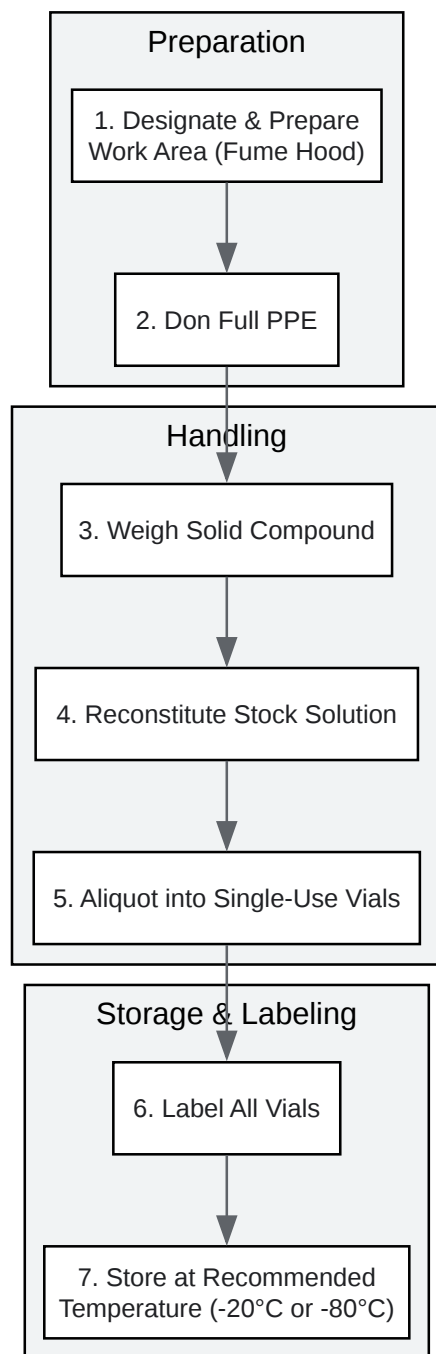 Preparation
1. Designate & Prepare
Work Area (Fume Hood)
2. Don Full PPE
Handling
3. Weigh Solid Compound
4. Reconstitute Stock Solution
5. Aliquot into Single-Use Vials
Storage & Labeling
6. Label All Vials
7. Store at Recommended
Temperature (-20°C or -80°C)